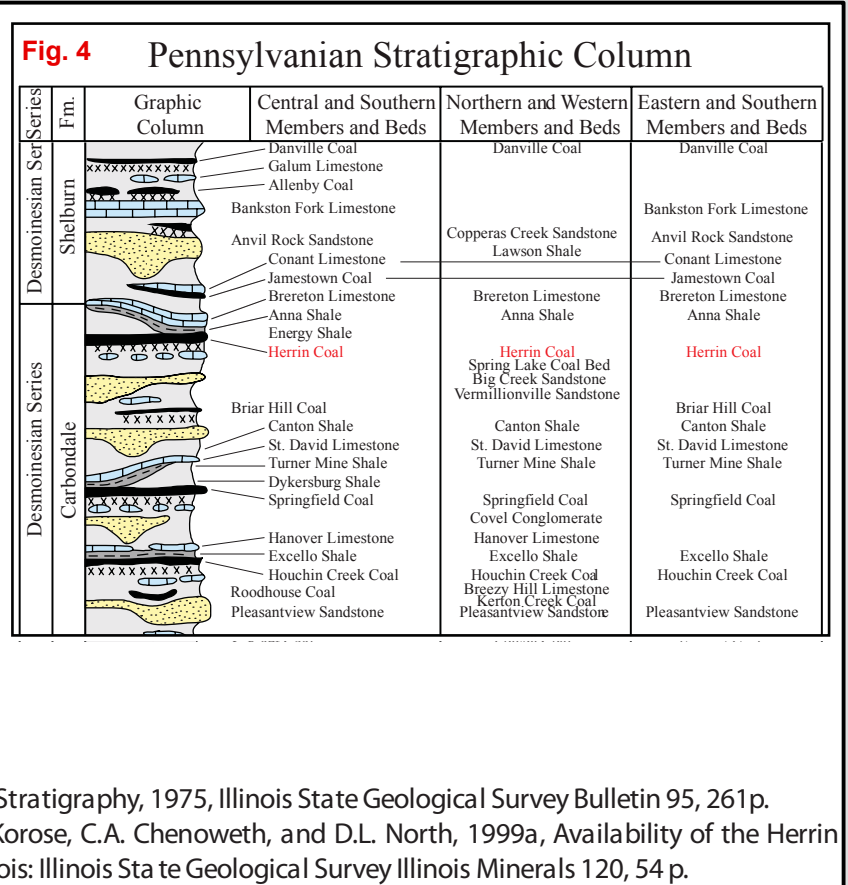 Fig. 4
Pennsylvanian Stratigraphic Column
Series
Series
Fm.
Graphic
Column
Central and Southern
Members and Beds
Northern and Western
Members and Beds
Eastern and Southern
Members and Beds
Desmoinesian Ser
Shelburn
Desmoinesian Series
Carbondale
Danville Coal
Galum Limestone
Allenby Coal
Bankston Fork Limestone
Anvil Rock Sandstone
Conant Limestone
Jamestown Coal
Brereton Limestone
Anna Shale
Energy Shale
Herrin Coal
Briar Hill Coal
Canton Shale
St. David Limestone
Turner Mine Shale
Dykersburg Shale
Springfield Coal
Hanover Limestone
Excello Shale
Houchin Creek Coal
Roodhouse Coal
Pleasantview Sandstone
Danville Coal
Copperas Creek Sandstone
Lawson Shale
Brereton Limestone
Anna Shale
Herrin Coal
Spring Lake Coal Bed
Big Creek Sandstone
Vermillionville Sandstone
Canton Shale
St. David Limestone
Turner Mine Shale
Springfield Coal
Covel Conglomerate
Hanover Limestone
Excello Shale
Houchin Creek Coal
Breezy Hill Limestone
Kerton Creek Coal
Pleasantview Sandstone
Danville Coal
Bankston Fork Limestone
Anvil Rock Sandstone
Conant Limestone
Jamestown Coal
Brereton Limestone
Anna Shale
Herrin Coal
Briar Hill Coal
Canton Shale
St. David Limestone
Turner Mine Shale
Springfield Coal
Excello Shale
Houchin Creek Coal
Pleasantview Sandstone
Stratigraphy, 1975, Illinois State Geological Survey Bulletin 95, 261p.
Korose, C.A. Chenoweth, and D.L. North, 1999a, Availability of the Herrin
ois: Illinois State Geological Survey Illinois Minerals 120, 54 p.